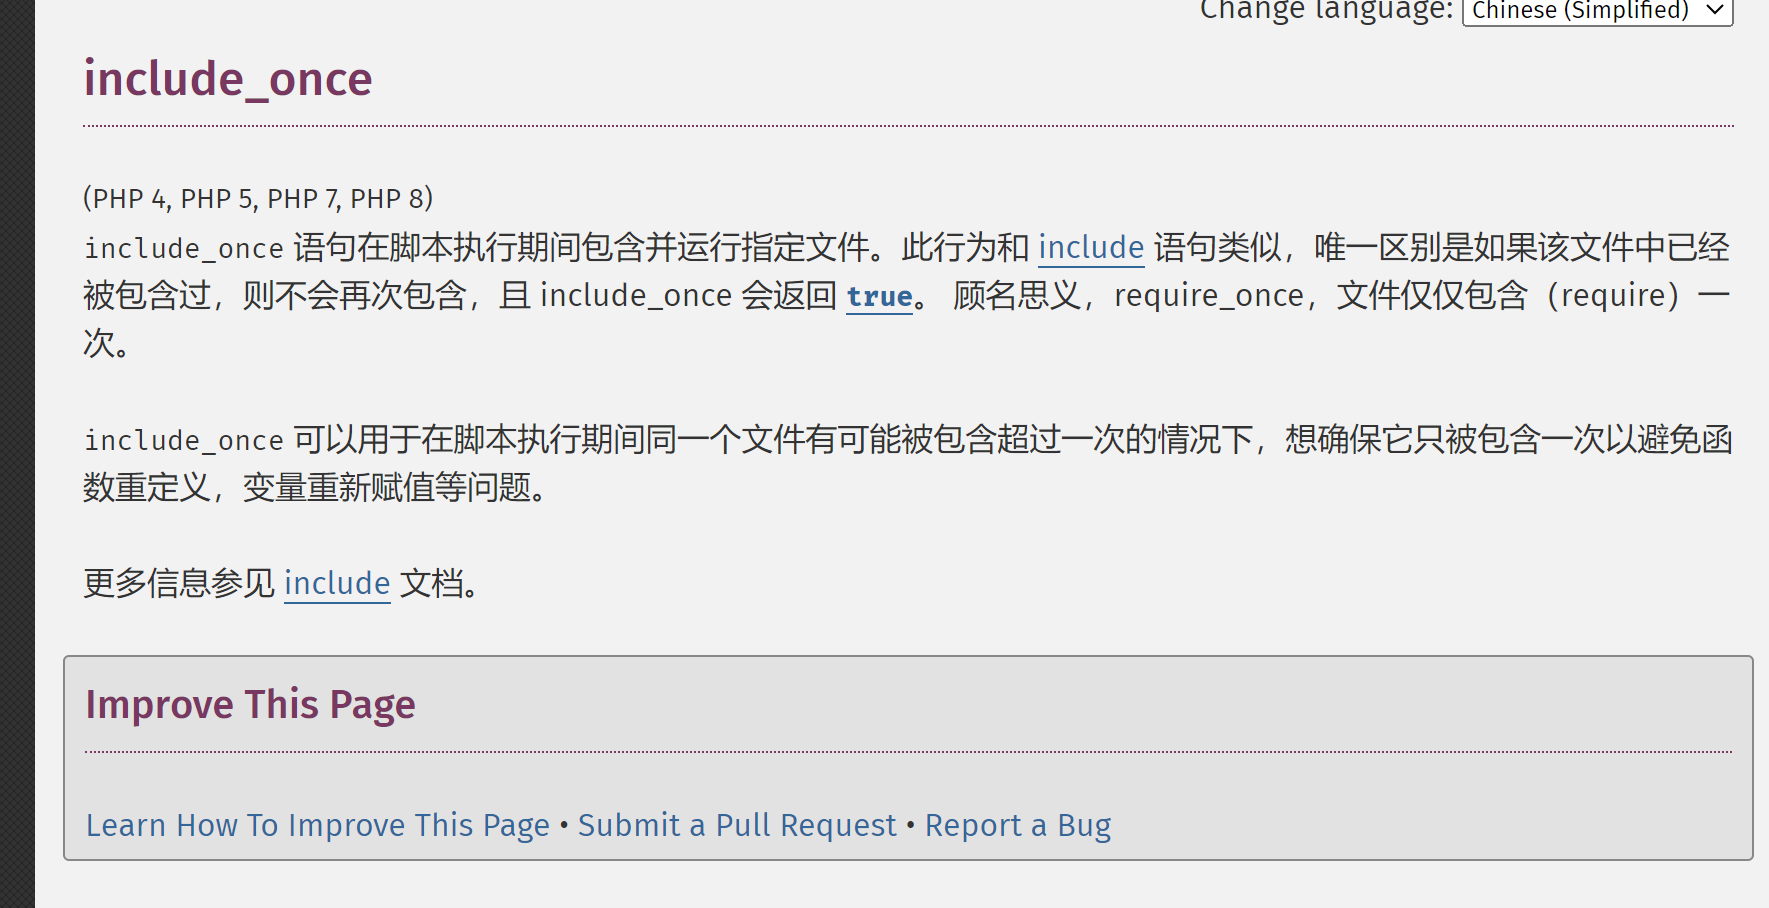 Change language: Chinese (Simplified)
include_once
(PHP 4, PHP 5, PHP 7, PHP 8)
include_once 语句在脚本执行期间包含并运行指定文件。此行为和 include 语句类似，唯一区别是如果该文件中已经
被包含过，则不会再次包含，且 include_once 会返回 true。 顾名思义，require_once，文件仅仅包含（require）一
次。
include_once 可以用于在脚本执行期间同一个文件有可能被包含超过一次的情况下，想确保它只被包含一次以避免函
数重定义，变量重新赋值等问题。
更多信息参见 include 文档。
Improve This Page
Learn How To Improve This Page • Submit a Pull Request • Report a Bug